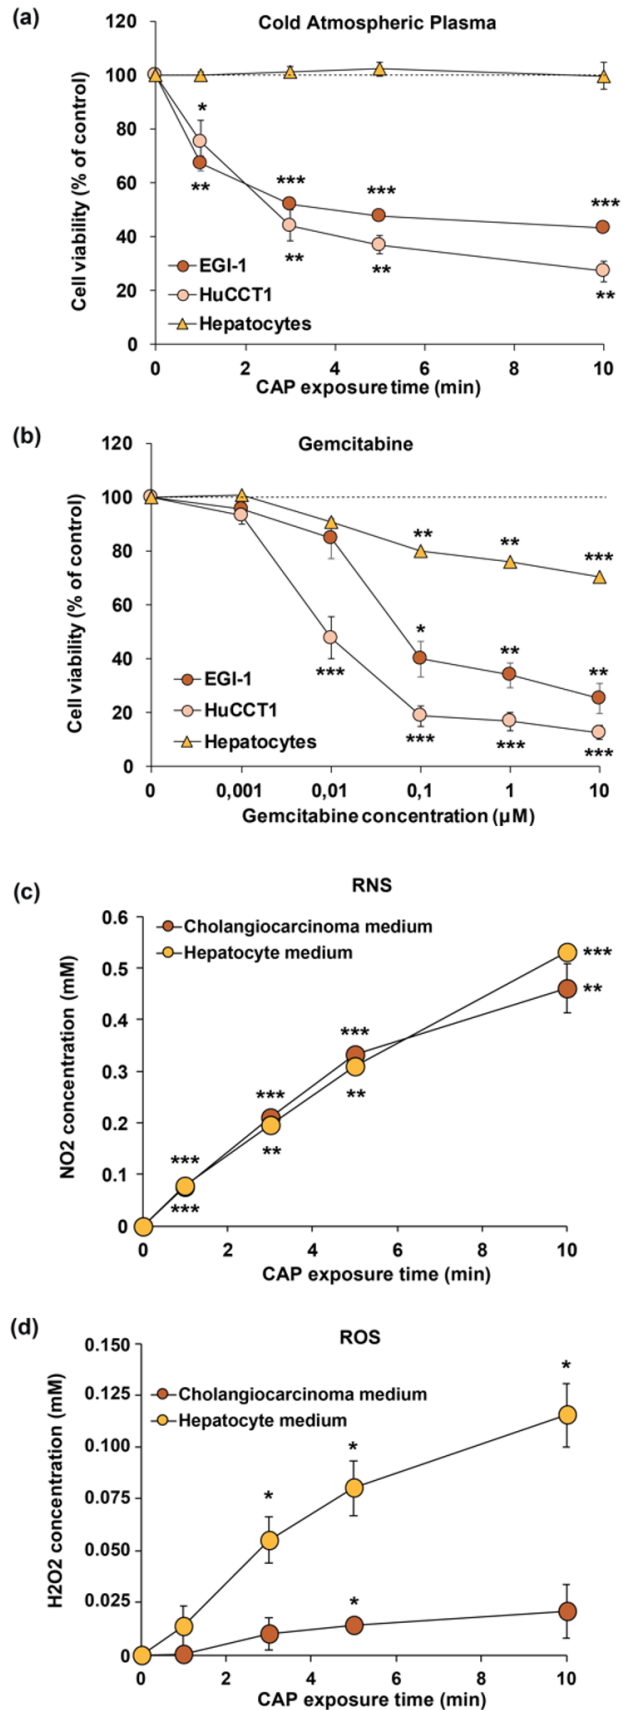 (a)
Cold Atmospheric Plasma
Cell viability (% of control)
120
100
80
60
40
20
0
*
**
***
**
***
**
***
**
EGI-1
HuCCT1
Hepatocytes
0 2 4 6 8 10
CAP exposure time (min)
(b)
Gemcitabine
Cell viability (% of control)
120
100
80
60
40
20
0
**
**
***
*
**
**
***
***
***
***
EGI-1
HuCCT1
Hepatocytes
0 0,001 0,01 0,1 1 10
Gemcitabine concentration (µM)
(c)
RNS
NO2 concentration (mM)
0.6
0.5
0.4
0.3
0.2
0.1
0
Cholangiocarcinoma medium
Hepatocyte medium
***
**
***
**
***
**
***
***
0 2 4 6 8 10
CAP exposure time (min)
(d)
ROS
H2O2 concentration (mM)
0.150
0.125
0.100
0.075
0.050
0.025
0
Cholangiocarcinoma medium
Hepatocyte medium
*
*
*
*
0 2 4 6 8 10
CAP exposure time (min)